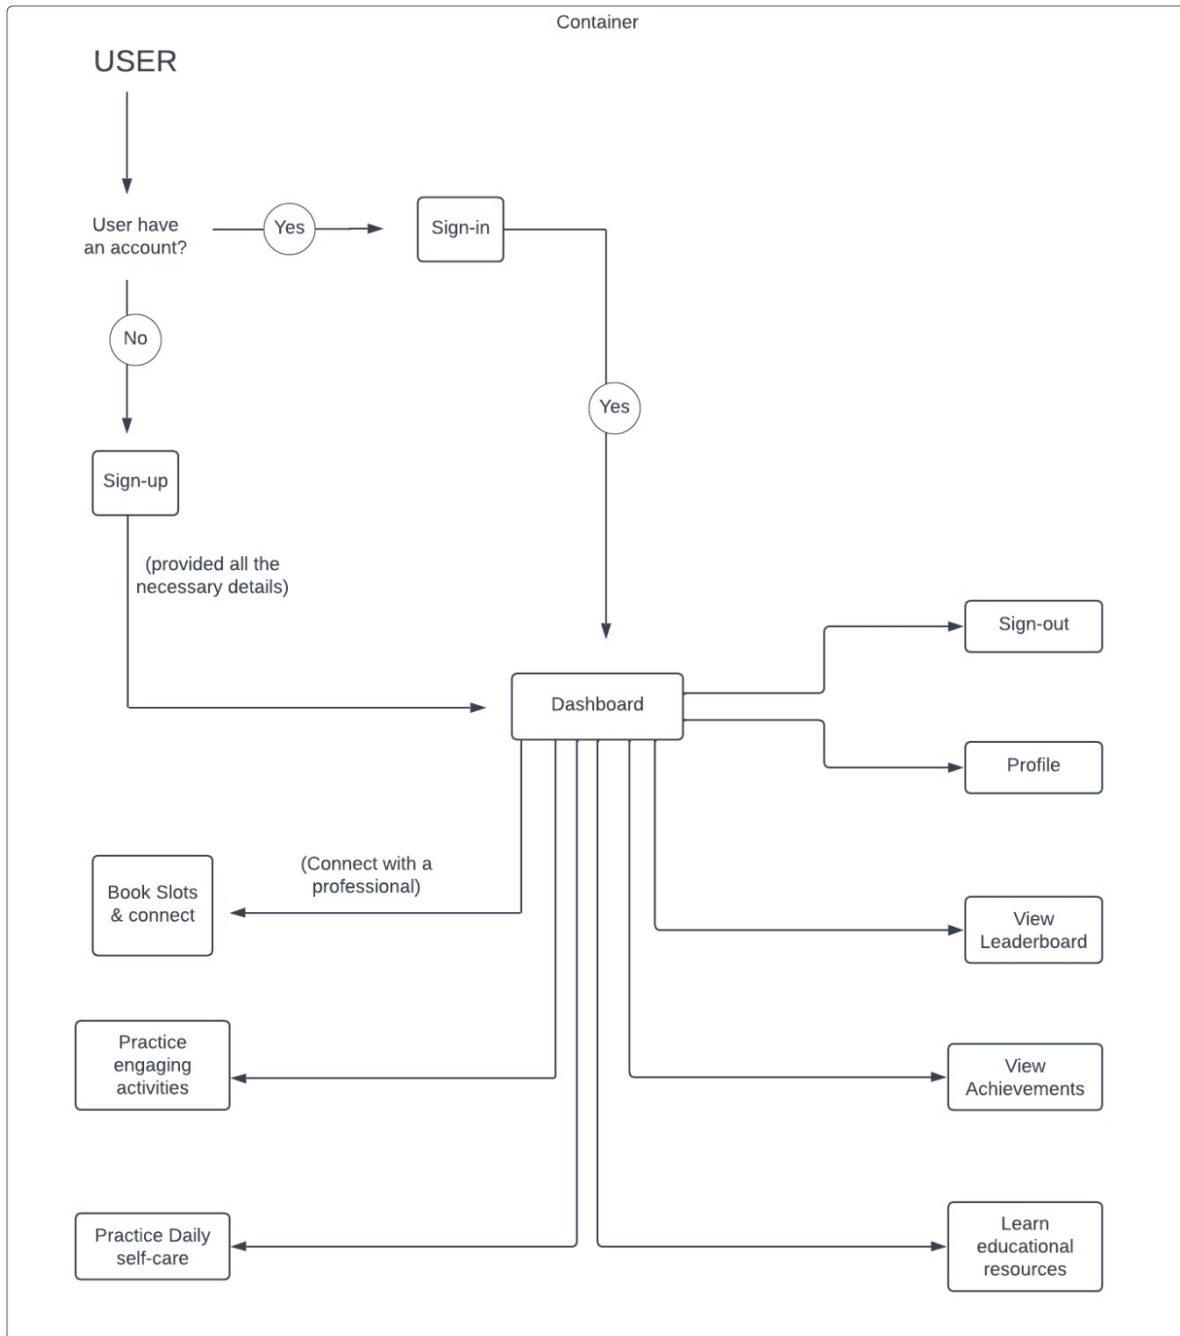 Container
USER
User have
an account?
Yes
Sign-in
No
Yes
Sign-up
(provided all the
necessary details)
Sign-out
Dashboard
Profile
(Connect with a
professional)
Book Slots
& connect
View
Leaderboard
Practice
engaging
activities
View
Achievements
Practice Daily
self-care
Learn
educational
resources